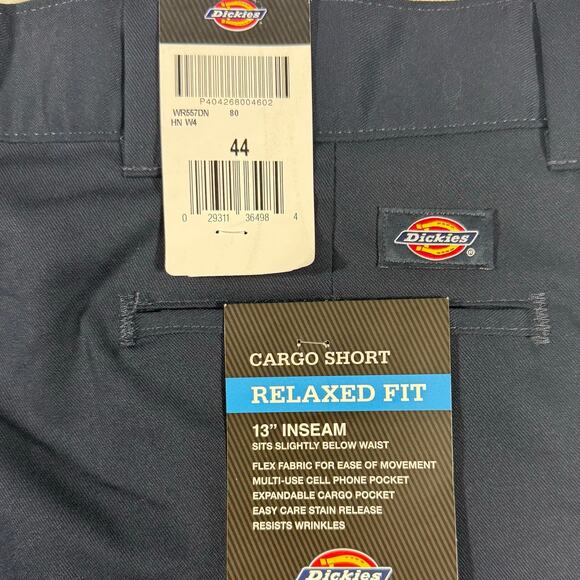 Dickies
P404268004602
WR557DN 80
HN W4
44
0 29311 36498 4
Dickies
®
CARGO SHORT
RELAXED FIT
13” INSEAM
SITS SLIGHTLY BELOW WAIST
FLEX FABRIC FOR EASE OF MOVEMENT
MULTI-USE CELL PHONE POCKET
EXPANDABLE CARGO POCKET
EASY CARE STAIN RELEASE
RESISTS WRINKLES
Dickies